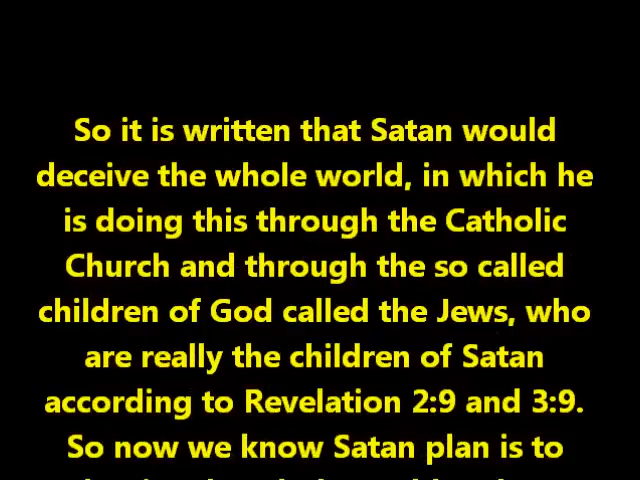 So it is written that Satan would
deceive the whole world, in which he
is doing this through the Catholic
Church and through the so called
children of God called the Jews, who
are really the children of Satan
according to Revelation 2:9 and 3:9.
So now we know Satan plan is to